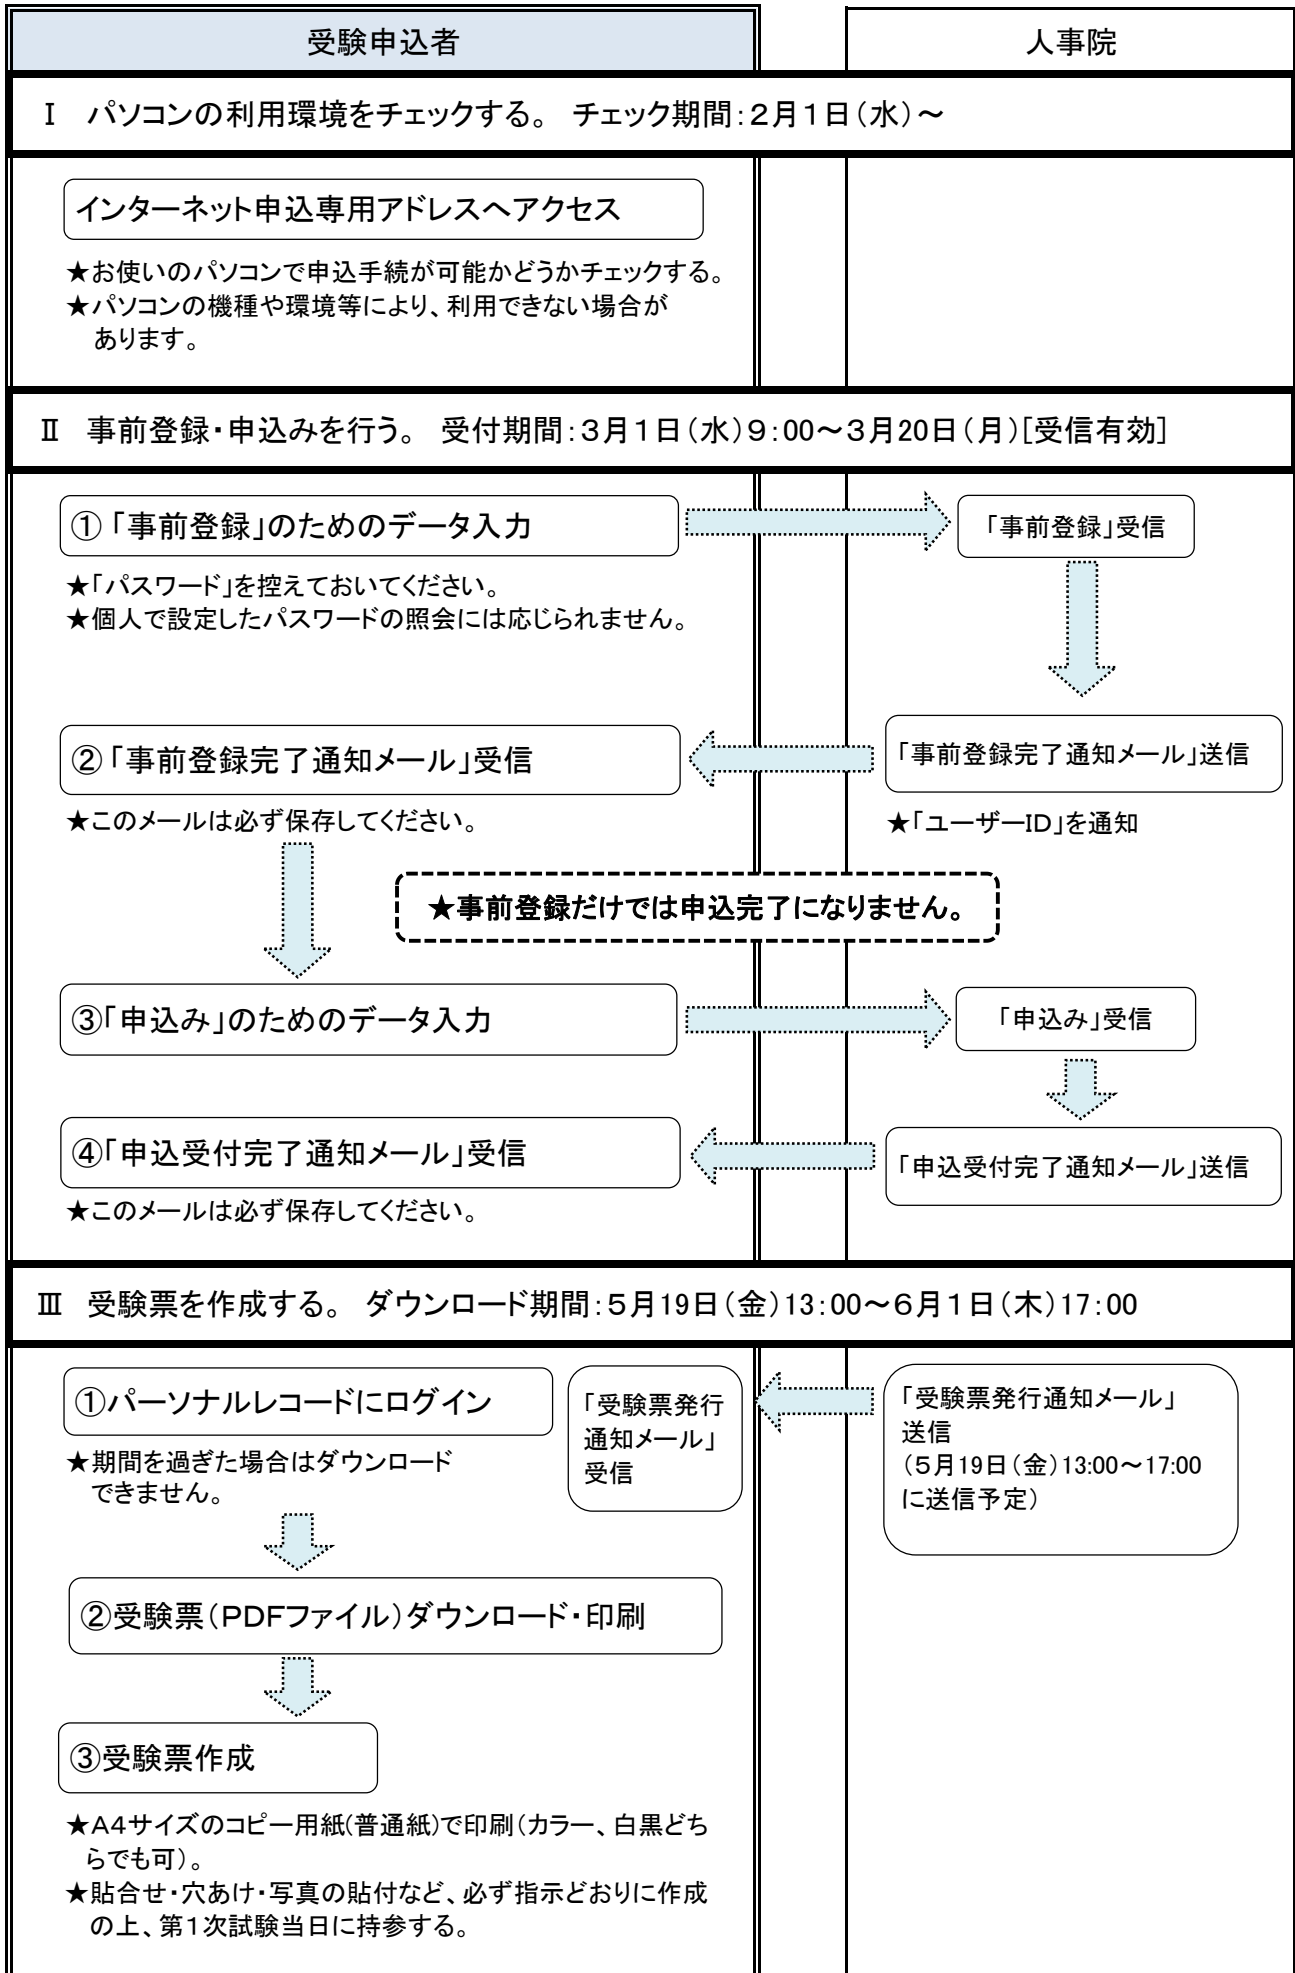 受験申込者
人事院
Ⅰ　パソコンの利用環境をチェックする。　チェック期間：２月１日（水）～
インターネット申込専用アドレスへアクセス
★お使いのパソコンで申込手続が可能かどうかチェックする。
★パソコンの機種や環境等により、利用できない場合が
あります。
Ⅱ　事前登録・申込みを行う。　受付期間：３月１日（水）９：00～３月20日（月）[受信有効]
①「事前登録」のためのデータ入力
「事前登録」受信
★「パスワード」を控えておいてください。
★個人で設定したパスワードの照会には応じられません。
②「事前登録完了通知メール」受信
「事前登録完了通知メール」送信
★このメールは必ず保存してください。
★「ユーザーID」を通知
★事前登録だけでは申込完了になりません。
③「申込み」のためのデータ入力
「申込み」受信
④「申込受付完了通知メール」受信
「申込受付完了通知メール」送信
★このメールは必ず保存してください。
Ⅲ　受験票を作成する。　ダウンロード期間：５月19日（金）13：00～６月１日（木）17：00
①パーソナルレコードにログイン
★期間を過ぎた場合はダウンロード
できません。
「受験票発行
通知メール」
受信
「受験票発行通知メール」
送信
（５月19日（金）13:00～17:00
に送信予定）
②受験票（PDFファイル）ダウンロード・印刷
③受験票作成
★Ａ４サイズのコピー用紙(普通紙)で印刷（カラー、白黒どち
らでも可）。
★貼合せ・穴あけ・写真の貼付など、必ず指示どおりに作成
の上、第１次試験当日に持参する。